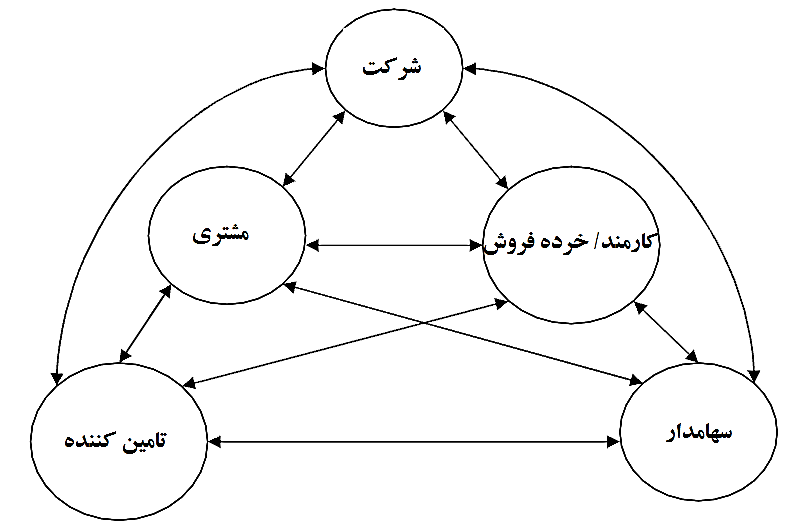 شرکت
کارمند/ خرده فروش
مشتری
سهامدار
تامین کننده